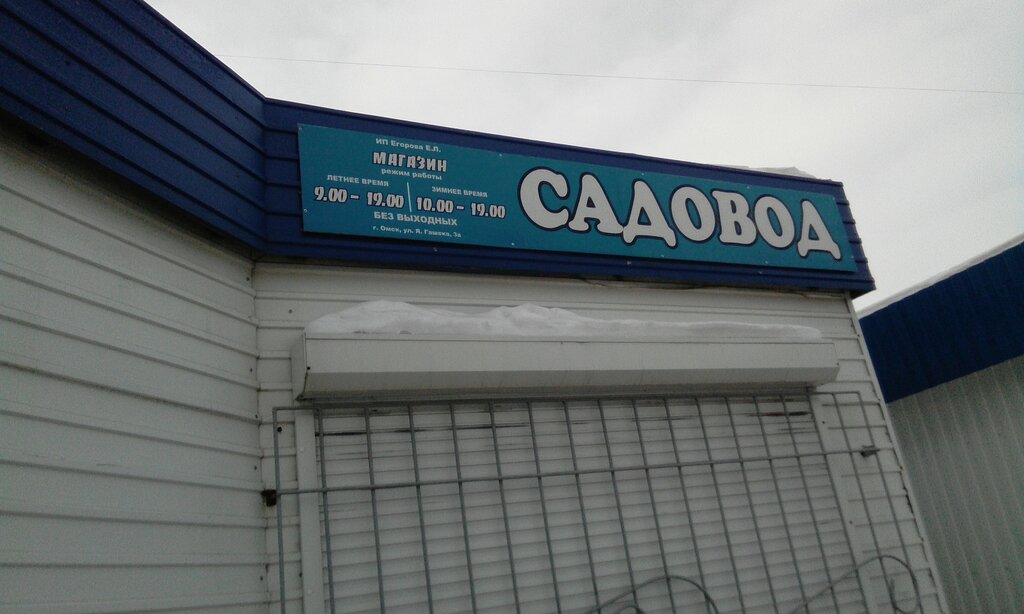 ИП Егорова Е.Л.
МАГАЗИН
режим работы
ЛЕТНЕЕ ВРЕМЯ
9.00 - 19.00
ЗИМНЕЕ ВРЕМЯ
10.00 - 19.00
БЕЗ ВЫХОДНЫХ
г. Омск, ул. Я. Гашека, 3а
САДОВОД